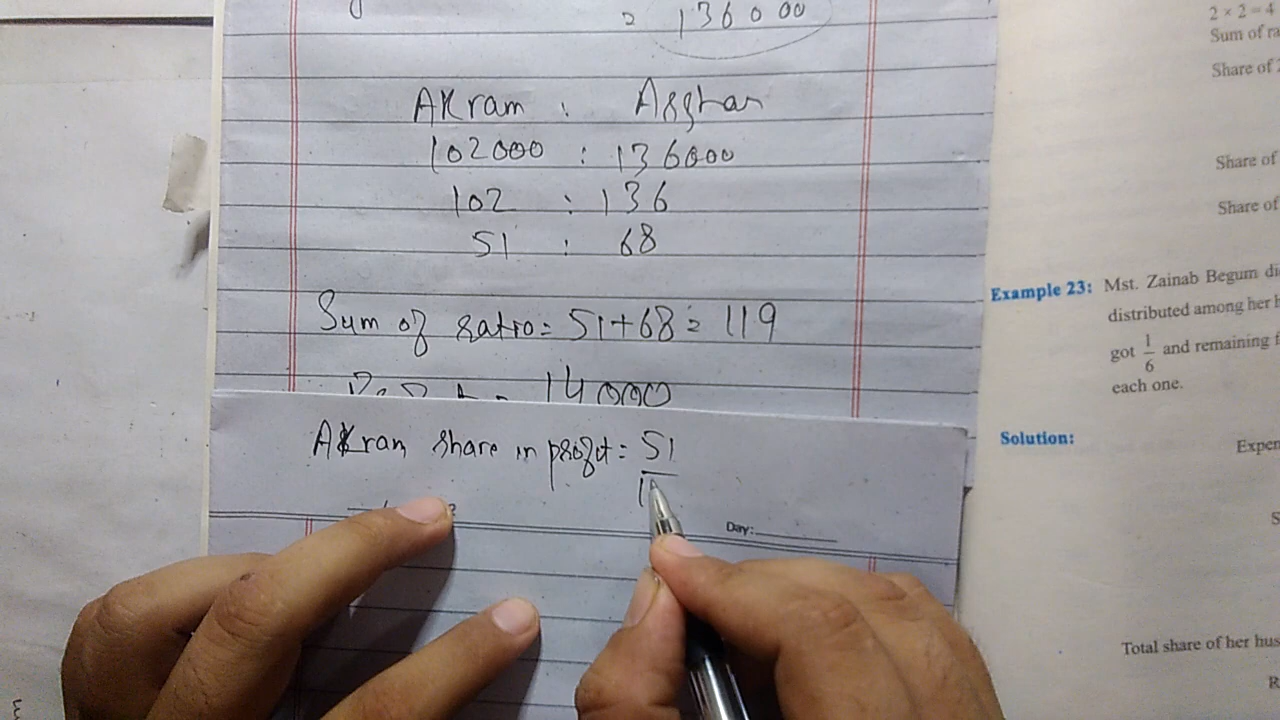 = 136000
Akram : Asghar
102000 : 136000
102 : 136
51 : 68
Sum of ratio = 51+68 = 119
14000
Akram share in profit = 51
Day:
2 × 2 = 4
Sum of ra
Share of 2
Share of
Share of
Example 23: Mst. Zainab Begum di
distributed among her h
got 1/6 and remaining t
each one.
Solution:
Exper
S
Total share of her hus
R